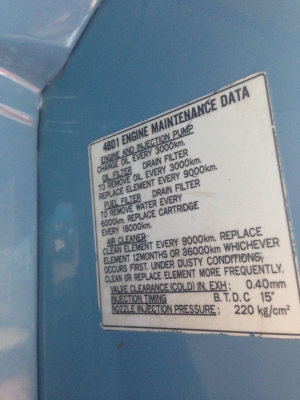 4BD1 ENGINE MAINTENANCE DATA
ENGINE AND INJECTION PUMP
CHANGE OIL EVERY 3000km.
OIL FILTER DRAIN FILTER
TO REMOVE OIL EVERY 3000km.
REPLACE ELEMENT EVERY 9000km.
FUEL FILTER DRAIN FILTER
TO REMOVE WATER EVERY
6000km. REPLACE CARTRIDGE
EVERY 18000km.
AIR CLEANER
CLEAN ELEMENT EVERY 9000km. REPLACE
ELEMENT 12MONTHS OR 36000km WHICHEVER
OCCURS FIRST. UNDER DUSTY CONDITIONS,
CLEAN OR REPLACE ELEMENT MORE FREQUENTLY.
VALVE CLEARANCE (COLD) IN. EXH; 0.40mm
INJECTION TIMING B.T.D.C 15°
NOZZLE INJECTION PRESSURE; 220 kg/cm²